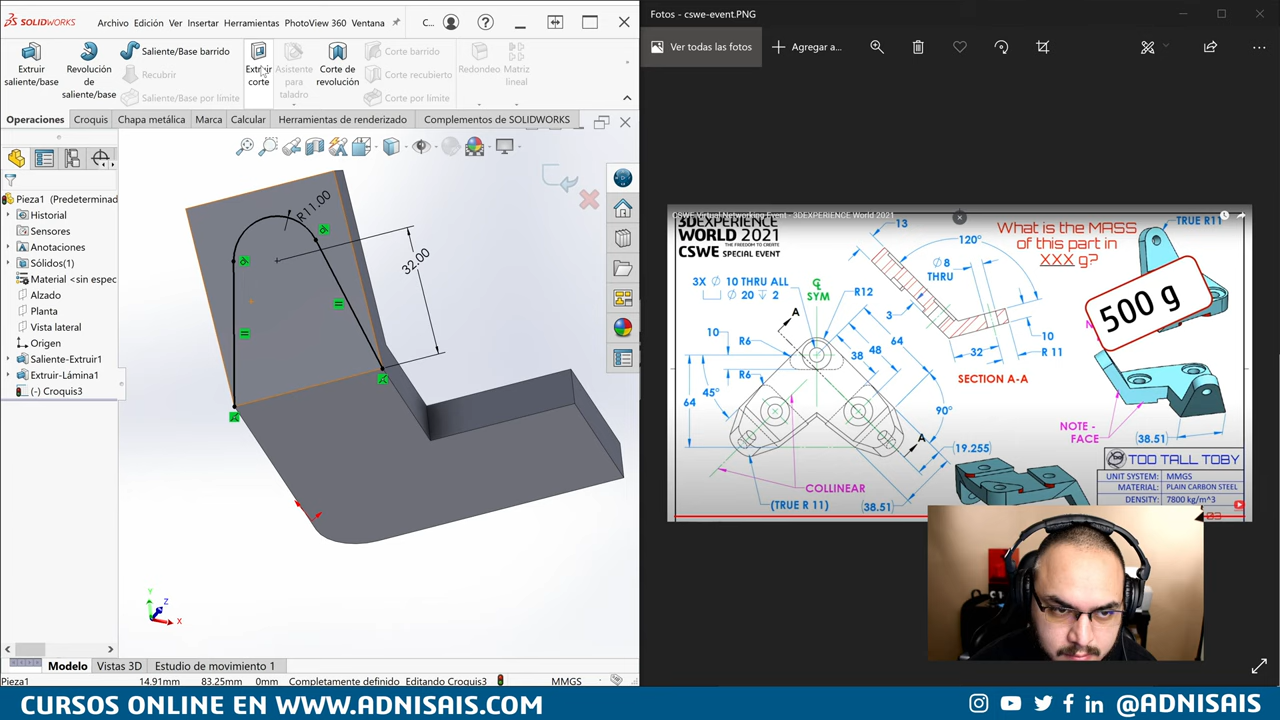 SOLIDWORKS
Archivo Edición Ver Insertar Herramientas PhotoView 360 Ventana
C...
Extruir saliente/base
Revolución de saliente/base
Saliente/Base barrido
Recubrir
Saliente/Base por límite
Extruir corte
Asistente para taladro
Corte de revolución
Corte barrido
Corte recubierto
Corte por límite
Redondeo
Matriz lineal
Operaciones Croquis Chapa metálica Marca Calcular Herramientas de renderizado Complementos de SOLIDWORKS
Pieza1 (Predeterminad
Historial
Sensores
Anotaciones
Sólidos(1)
Material <sin espec
Alzado
Planta
Vista lateral
Origen
Saliente-Extruir1
Extruir-Lámina1
(-) Croquis3
R11.00
32.00
Y
Z
X
Modelo Vistas 3D Estudio de movimiento 1
Pieza1 14.91mm 83.25mm 0mm Completamente definido Editando Croquis3 MMGS
Fotos - cswe-event.PNG
Ver todas las fotos
Agregar a...
CSWE Virtual Networking Event - 3DEXPERIENCE World 2021
3DEXPERIENCE
WORLD 2021
CSWE
SPECIAL EVENT
What is the MASS
of this part in
XXX g?
TRUE R11
500 g
13
120°
Ø8
THRU
3X Ø 10 THRU ALL
⌴ Ø 20 ↧ 2
SYM
R12
A
3
10
R6
R6
38
48
64
64
45°
90°
A
(19.255)
32
10
R 11
SECTION A-A
NOTE -
FACE
(38.51)
COLLINEAR
(TRUE R 11)
(38.51)
TOO TALL TOBY
UNIT SYSTEM: MMGS
MATERIAL: PLAIN CARBON STEEL
DENSITY: 7800 kg/m^3
CURSOS ONLINE EN WWW.ADNISAIS.COM
@ADNISAIS